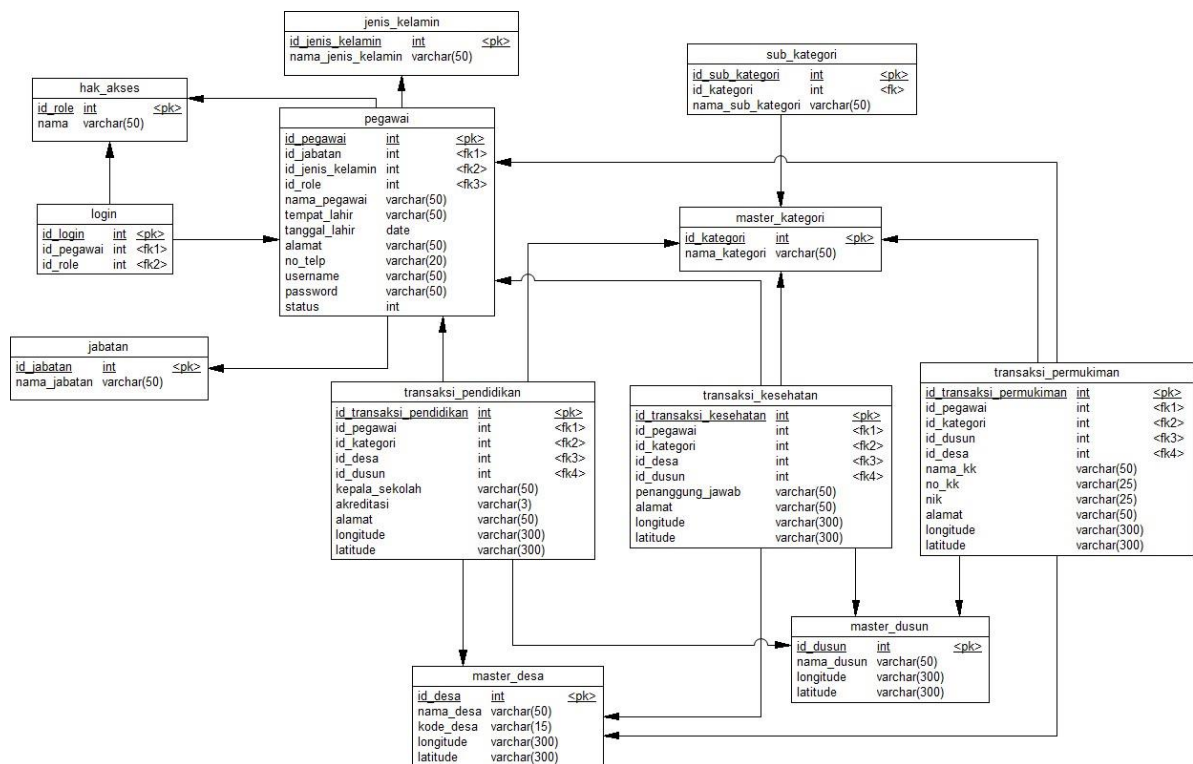 jenis_kelamin
id_jenis_kelamin int <pk>
nama_jenis_kelamin varchar(50)
sub_kategori
id_sub_kategori int <pk>
id_kategori int <fk>
nama_sub_kategori varchar(50)
hak_akses
id_role int <pk>
nama varchar(50)
pegawai
id_pegawai int <pk>
id_jabatan int <fk1>
id_jenis_kelamin int <fk2>
id_role int <fk3>
nama_pegawai varchar(50)
tempat_lahir varchar(50)
tanggal_lahir date
alamat varchar(50)
no_telp varchar(20)
username varchar(50)
password varchar(50)
status int
login
id_login int <pk>
id_pegawai int <fk1>
id_role int <fk2>
master_kategori
id_kategori int <pk>
nama_kategori varchar(50)
jabatan
id_jabatan int <pk>
nama_jabatan varchar(50)
transaksi_pendidikan
id_transaksi_pendidikan int <pk>
id_pegawai int <fk1>
id_kategori int <fk2>
id_desa int <fk3>
id_dusun int <fk4>
kepala_sekolah varchar(50)
akreditasi varchar(3)
alamat varchar(50)
longitude varchar(300)
latitude varchar(300)
transaksi_kesehatan
id_transaksi_kesehatan int <pk>
id_pegawai int <fk1>
id_kategori int <fk2>
id_desa int <fk3>
id_dusun int <fk4>
penanggung_jawab varchar(50)
alamat varchar(50)
longitude varchar(300)
latitude varchar(300)
transaksi_permukiman
id_transaksi_permukiman int <pk>
id_pegawai int <fk1>
id_kategori int <fk2>
id_dusun int <fk3>
id_desa int <fk4>
nama_kk varchar(50)
no_kk varchar(25)
nik varchar(25)
alamat varchar(50)
longitude varchar(300)
latitude varchar(300)
master_dusun
id_dusun int <pk>
nama_dusun varchar(50)
longitude varchar(300)
latitude varchar(300)
master_desa
id_desa int <pk>
nama_desa varchar(50)
kode_desa varchar(15)
longitude varchar(300)
latitude varchar(300)